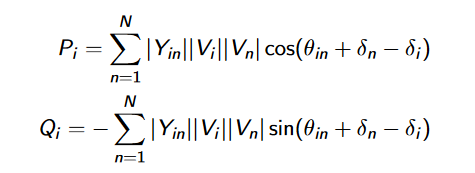 P_i = \sum_{n=1}^{N} |Y_{in}||V_i||V_n| \cos(\theta_{in} + \delta_n - \delta_i)
Q_i = -\sum_{n=1}^{N} |Y_{in}||V_i||V_n| \sin(\theta_{in} + \delta_n - \delta_i)